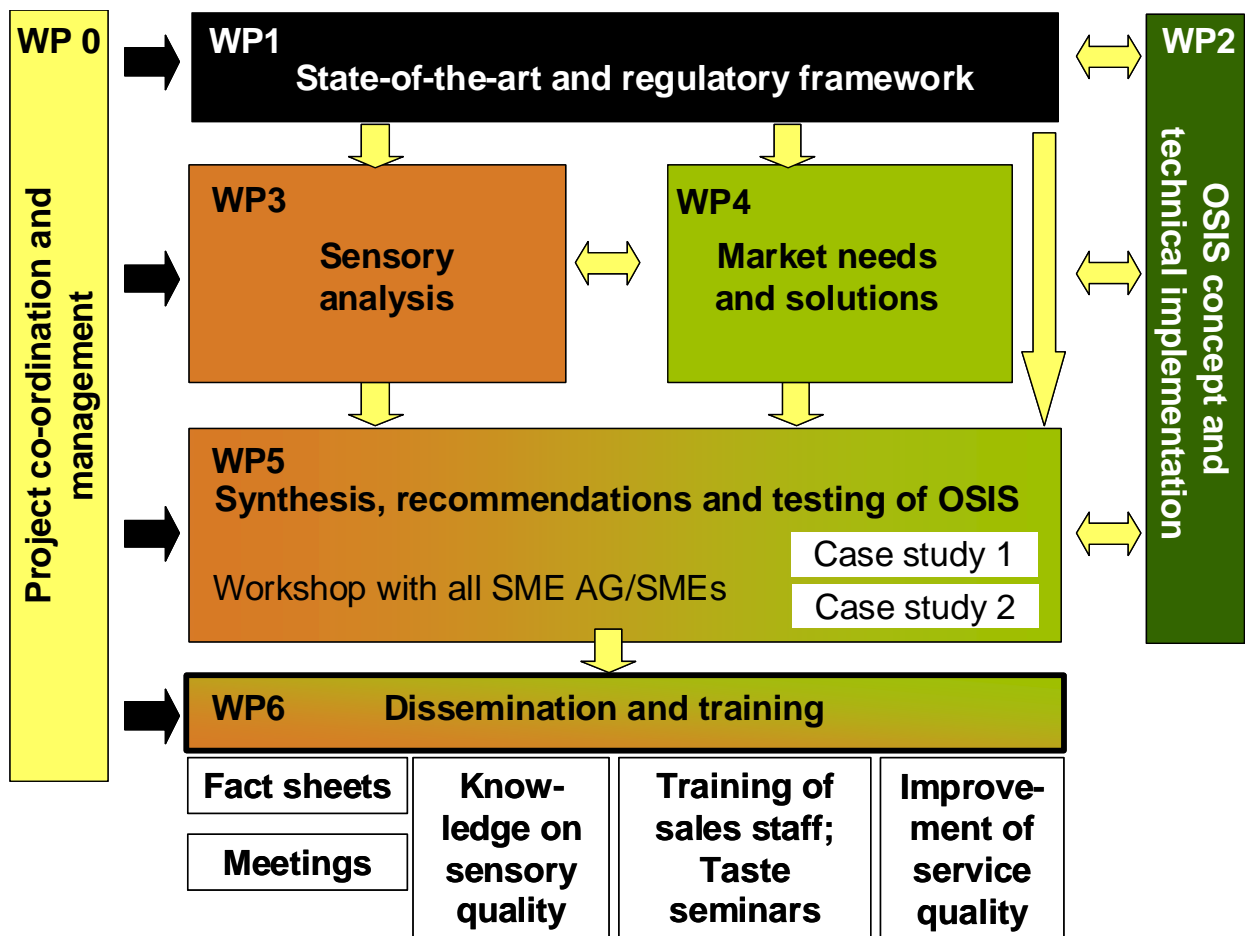 WP 0
Project co-ordination and
management
WP1
State-of-the-art and regulatory framework
WP2
OSIS concept and
technical implementation
WP3
Sensory
analysis
WP4
Market needs
and solutions
WP5
Synthesis, recommendations and testing of OSIS
Case study 1
Workshop with all SME AG/SMEs
Case study 2
WP6 Dissemination and training
Fact sheets
Meetings
Know-
ledge on
sensory
quality
Training of
sales staff;
Taste
seminars
Improve-
ment of
service
quality